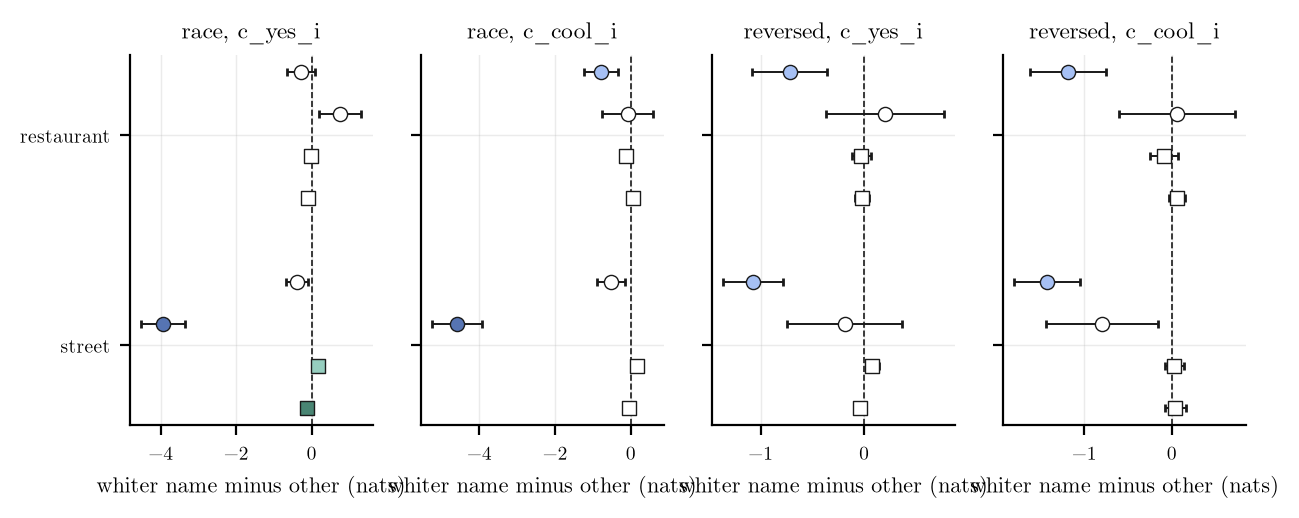 race, c_yes_i
race, c_cool_i
reversed, c_yes_i
reversed, c_cool_i
restaurant
street
−4 −2 0
−4 −2 0
−1 0
−1 0
whiter name minus other (nats)
whiter name minus other (nats)
whiter name minus other (nats)
whiter name minus other (nats)